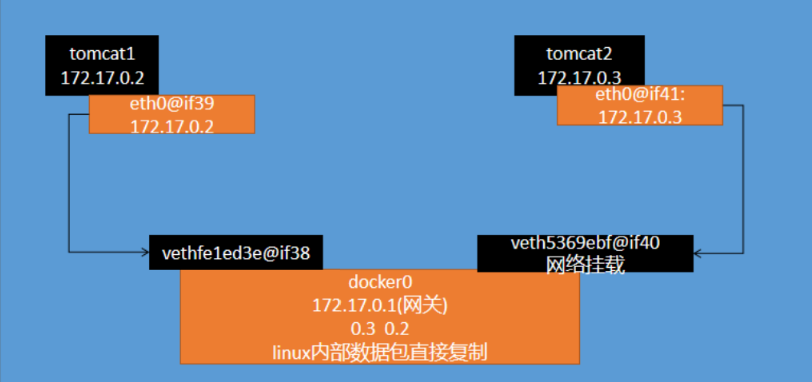 tomcat1
172.17.0.2
eth0@if39
172.17.0.2
tomcat2
172.17.0.3
eth0@if41:
172.17.0.3
vethfe1ed3e@if38
veth5369ebf@if40
网络挂载
docker0
172.17.0.1(网关)
0.3 0.2
linux内部数据包直接复制